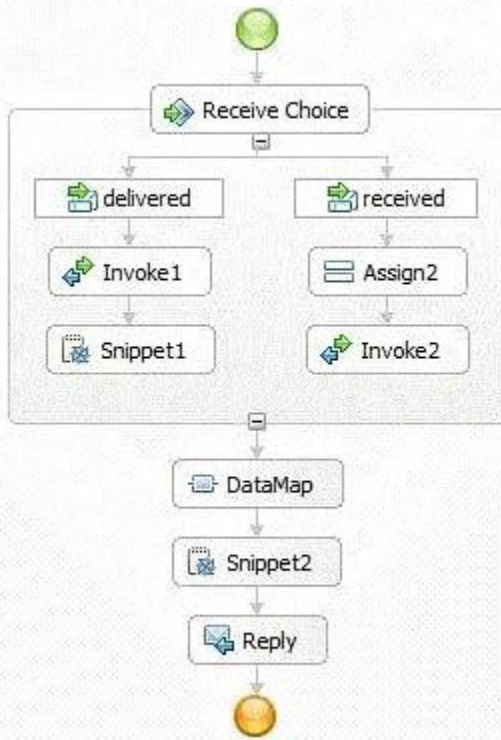 Receive Choice
delivered
received
Invoke1
Assign2
Snippet1
Invoke2
DataMap
Snippet2
Reply